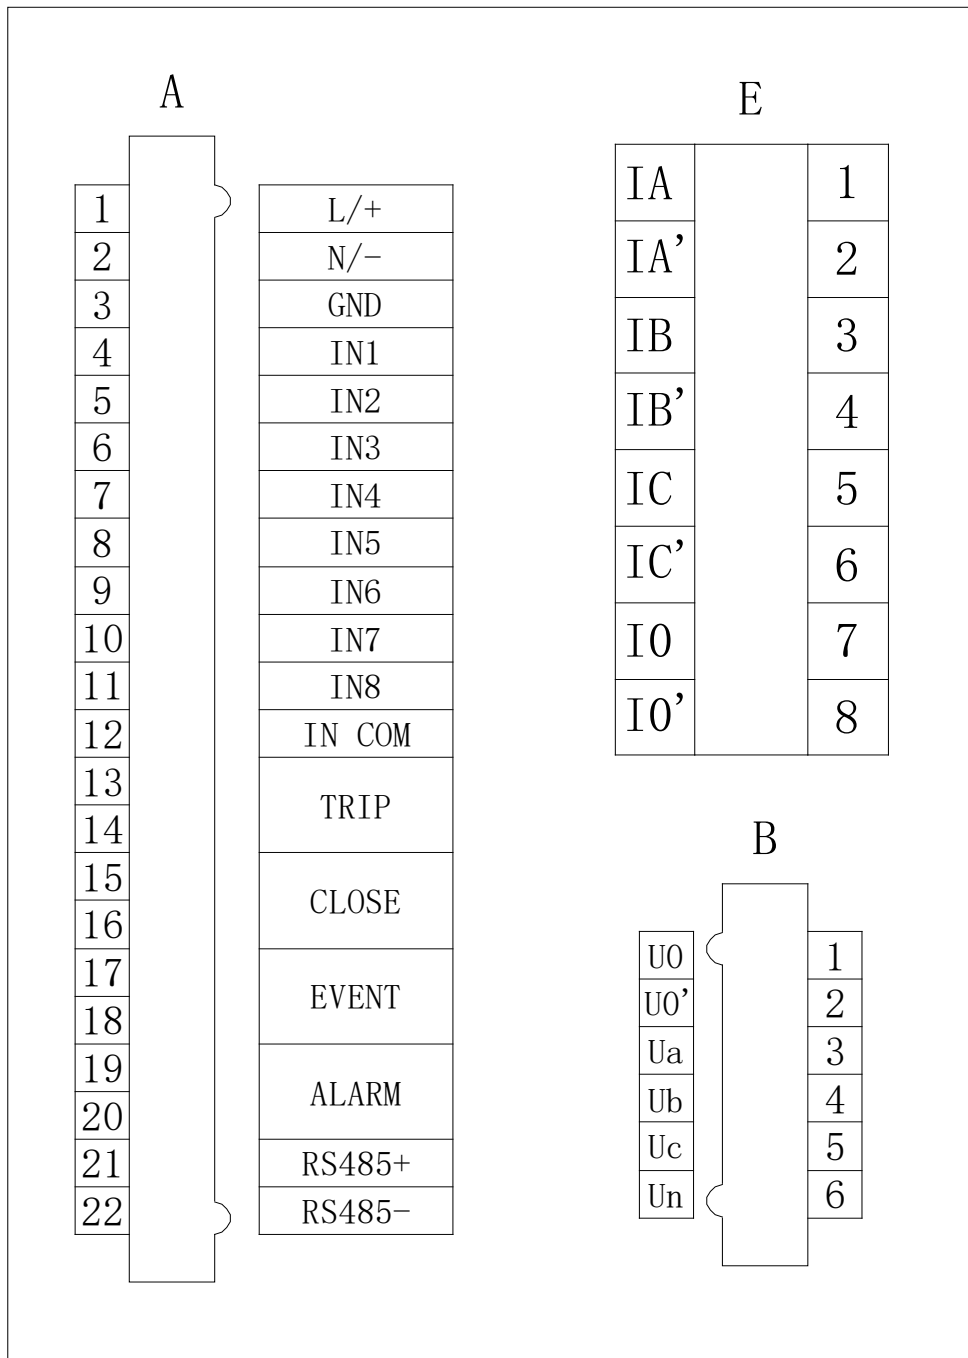 A
1 L/+
2 N/-
3 GND
4 IN1
5 IN2
6 IN3
7 IN4
8 IN5
9 IN6
10 IN7
11 IN8
12 IN COM
13
TRIP
14
15
CLOSE
16
17
EVENT
18
19
ALARM
20
21 RS485+
22 RS485-
E
IA 1
IA' 2
IB 3
IB' 4
IC 5
IC' 6
I0 7
I0' 8
B
U0 1
U0' 2
Ua 3
Ub 4
Uc 5
Un 6